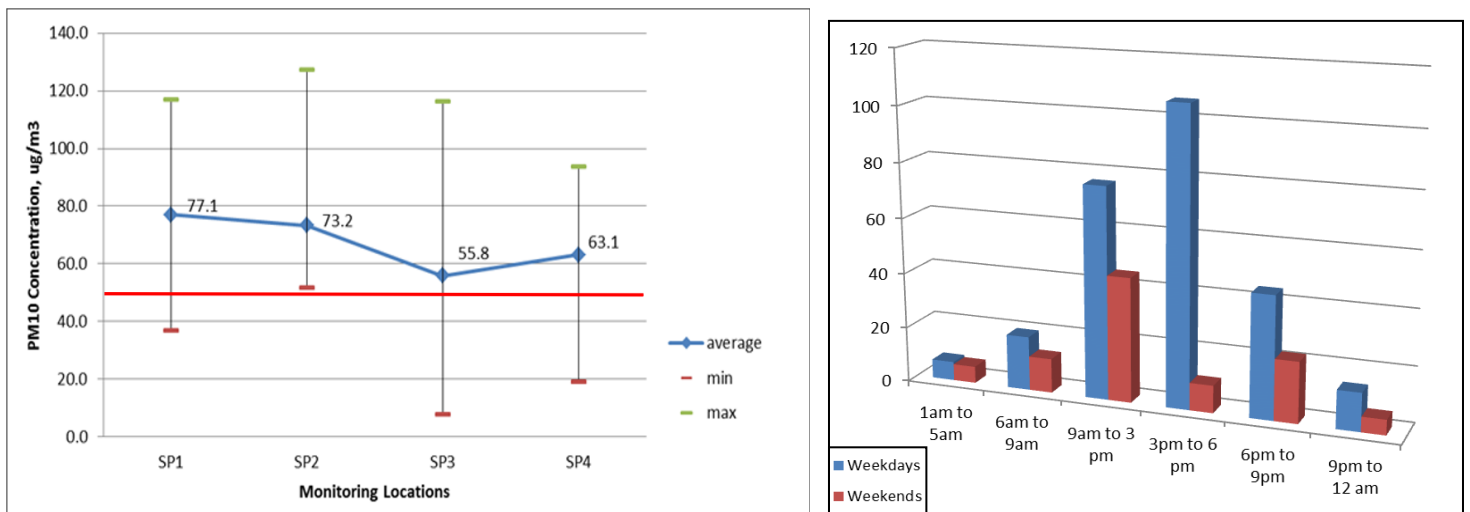 PM10 Concentration, ug/m3
140.0
120.0
100.0
80.0
60.0
40.0
20.0
0.0
77.1
73.2
55.8
63.1
average
min
max
SP1
SP2
SP3
SP4
Monitoring Locations
120
100
80
60
40
20
0
1am to
5am
6am to
9am
9am to 3
pm
3pm to 6
pm
6pm to
9pm
9pm to
12 am
Weekdays
Weekends